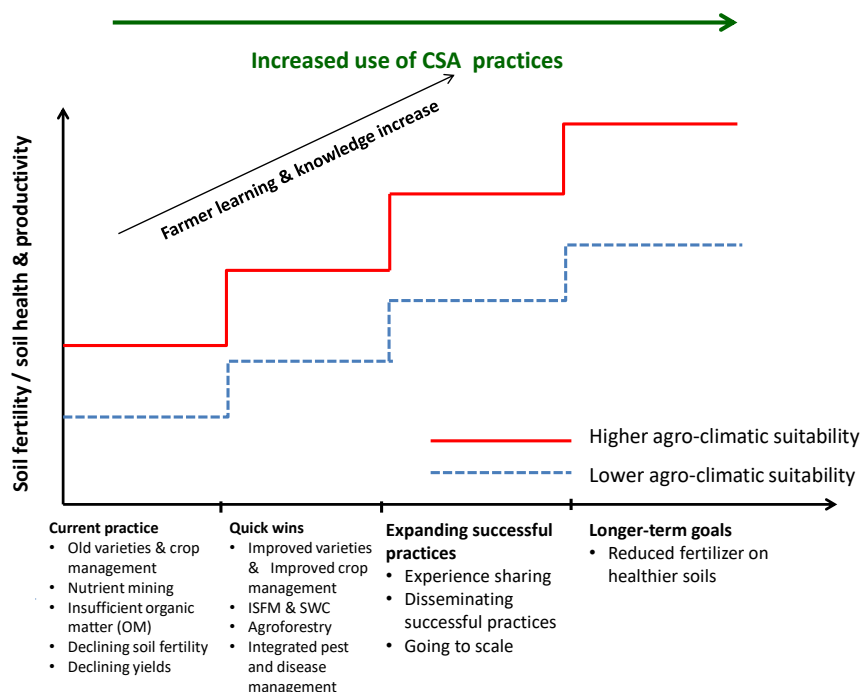 Increased use of CSA practices
Farmer learning & knowledge increase
Soil fertility / soil health & productivity
Higher agro-climatic suitability
Lower agro-climatic suitability
Current practice
• Old varieties & crop
management
• Nutrient mining
• Insufficient organic
matter (OM)
• Declining soil fertility
• Declining yields
Quick wins
• Improved varieties
& Improved crop
management
• ISFM & SWC
• Agroforestry
• Integrated pest
and disease
management
Expanding successful
practices
• Experience sharing
• Disseminating
successful practices
• Going to scale
Longer-term goals
• Reduced fertilizer on
healthier soils